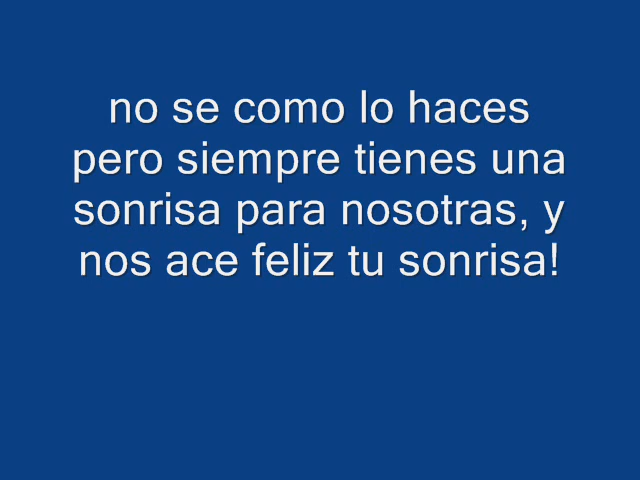 no se como lo haces
pero siempre tienes una
sonrisa para nosotras, y
nos ace feliz tu sonrisa!